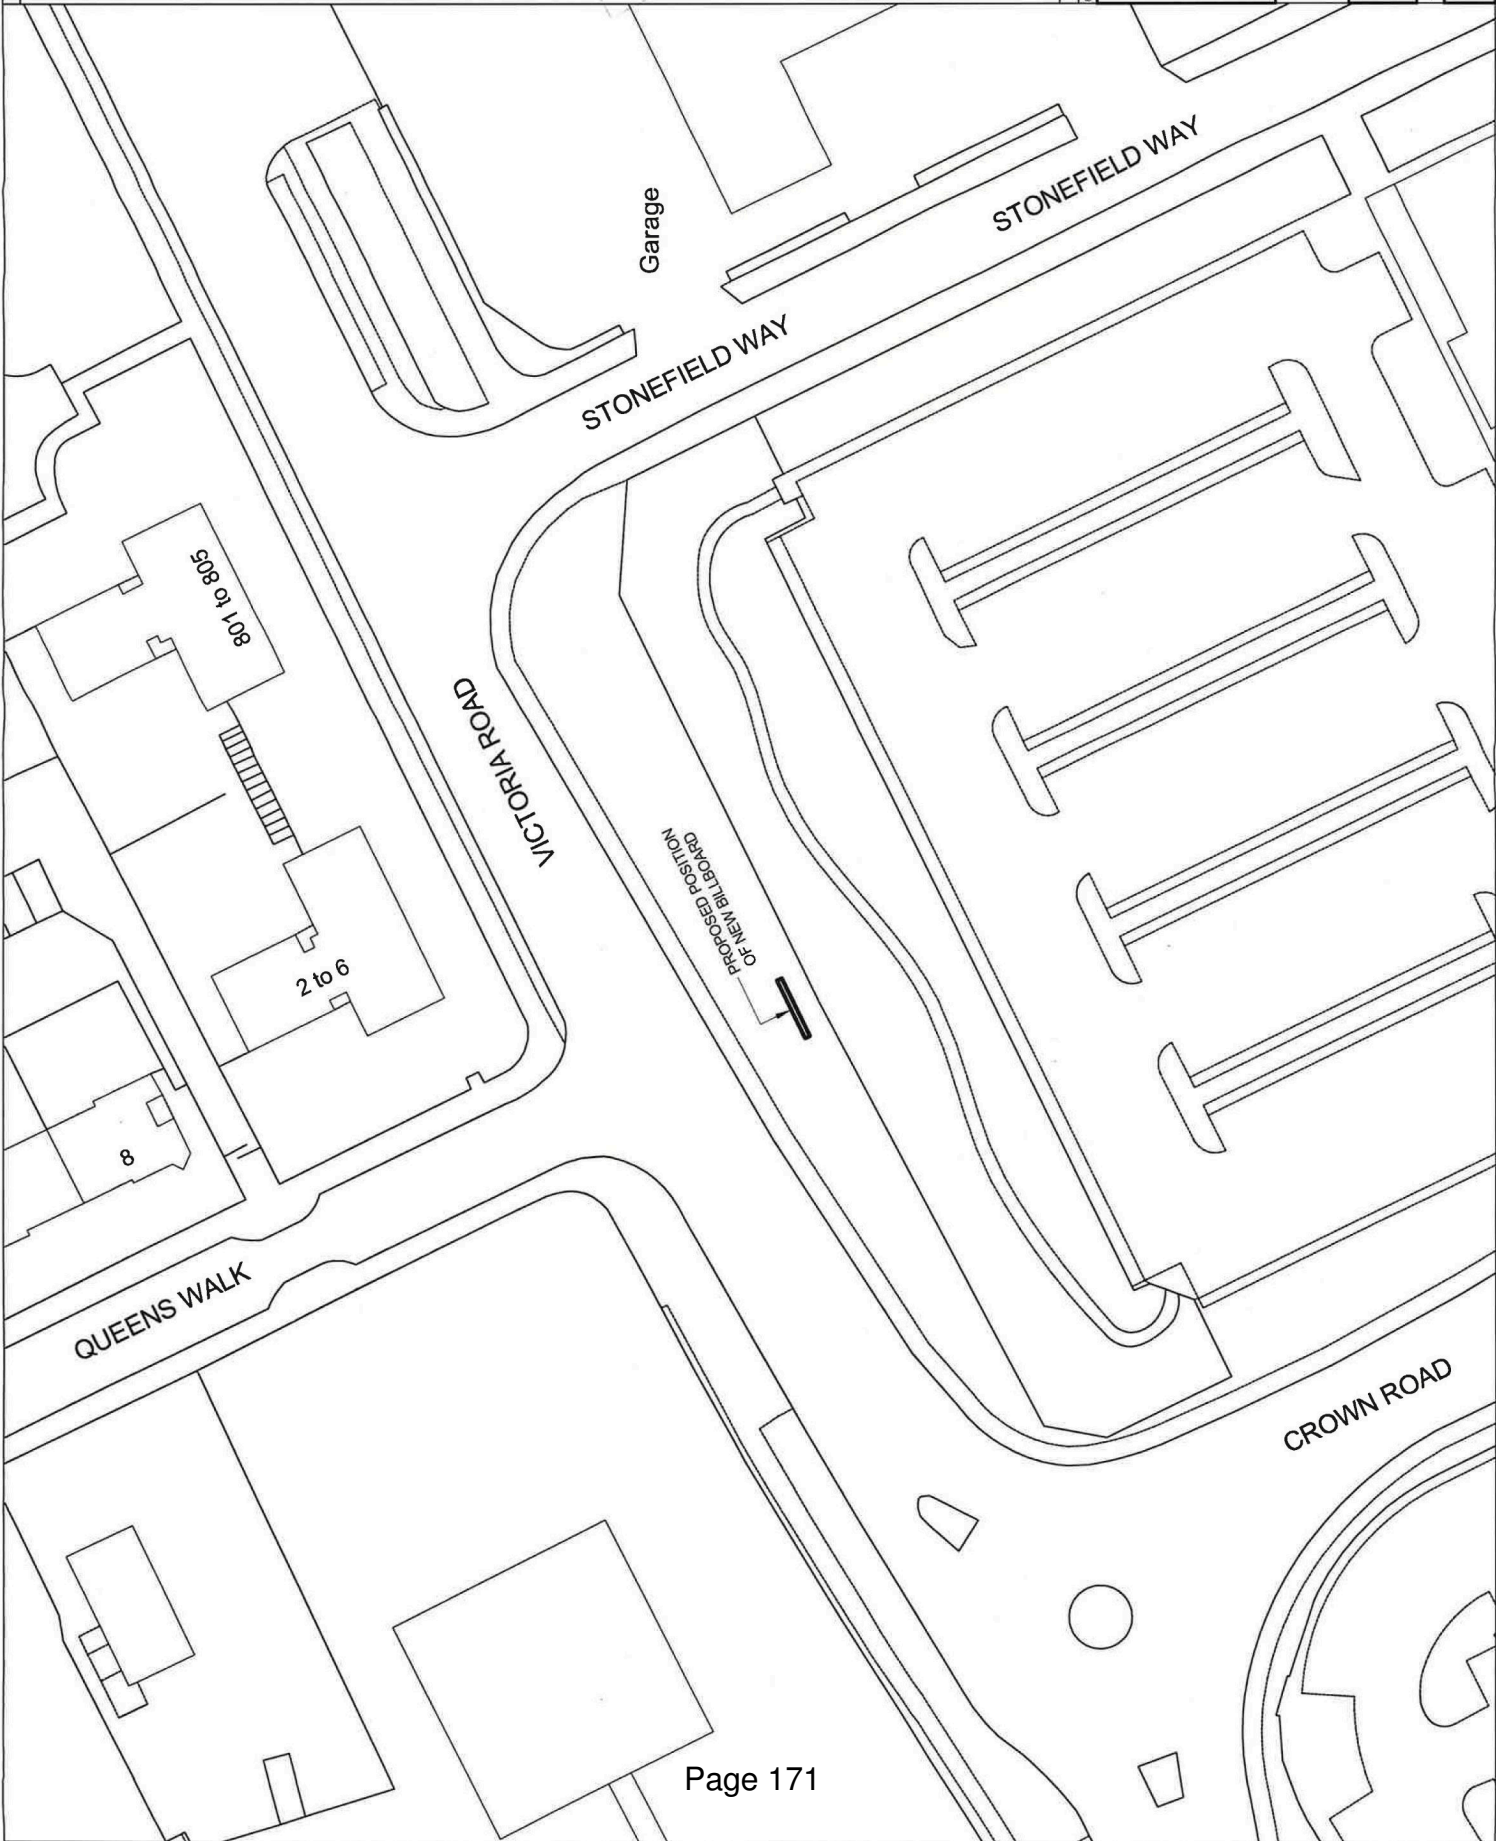 STONEFIELD WAY
Garage
STONEFIELD WAY
801 to 805
VICTORIA ROAD
PROPOSED POSITION
OF NEW BILLBOARD
2 to 6
8
QUEENS WALK
CROWN ROAD
Page 171